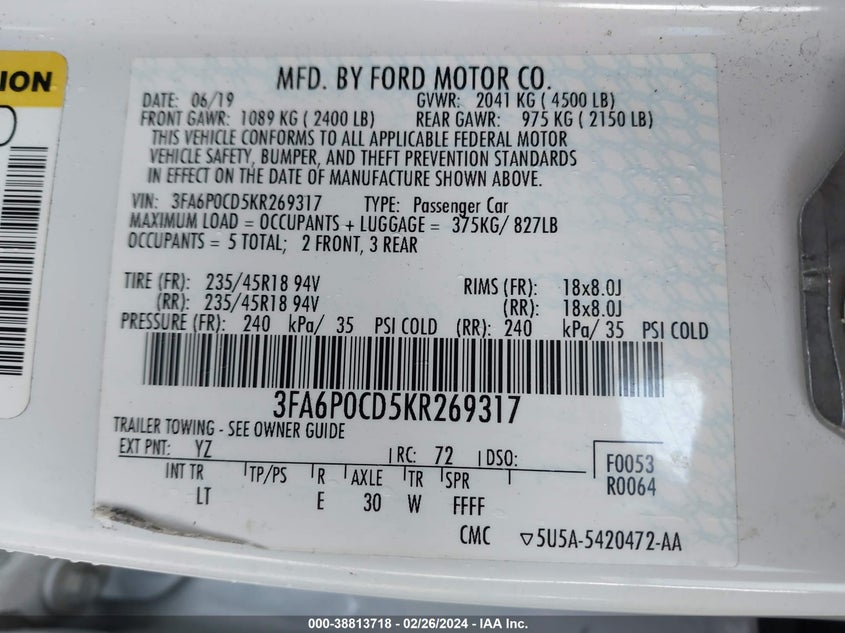 ION
MFD. BY FORD MOTOR CO.
DATE: 06/19 GVWR: 2041 KG ( 4500 LB)
FRONT GAWR: 1089 KG ( 2400 LB) REAR GAWR: 975 KG ( 2150 LB)
THIS VEHICLE CONFORMS TO ALL APPLICABLE FEDERAL MOTOR
VEHICLE SAFETY, BUMPER, AND THEFT PREVENTION STANDARDS
IN EFFECT ON THE DATE OF MANUFACTURE SHOWN ABOVE.
VIN: 3FA6P0CD5KR269317 TYPE: Passenger Car
MAXIMUM LOAD = OCCUPANTS + LUGGAGE = 375KG/ 827LB
OCCUPANTS = 5 TOTAL; 2 FRONT, 3 REAR
TIRE (FR): 235/45R18 94V RIMS (FR): 18x8.0J
(RR): 235/45R18 94V (RR): 18x8.0J
PRESSURE (FR): 240 kPa/ 35 PSI COLD (RR): 240 kPa/ 35 PSI COLD
3FA6P0CD5KR269317
TRAILER TOWING - SEE OWNER GUIDE
EXT PNT: YZ RC: 72 DSO: F0053
INT TR TP/PS R AXLE TR SPR R0064
LT E 30 W FFFF
CMC ▽5U5A-5420472-AA
000-38813718 - 02/26/2024 - IAA Inc.